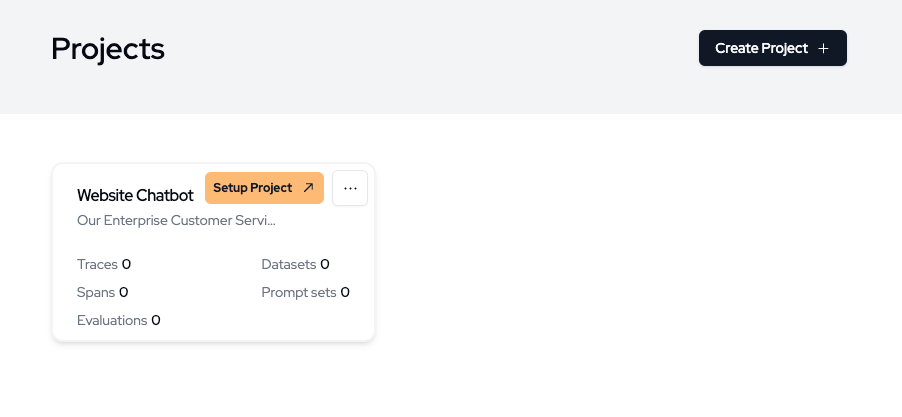 Projects
Create Project
Website Chatbot
Setup Project
...
Our Enterprise Customer Servi...
Traces 0
Datasets 0
Spans 0
Prompt sets 0
Evaluations 0